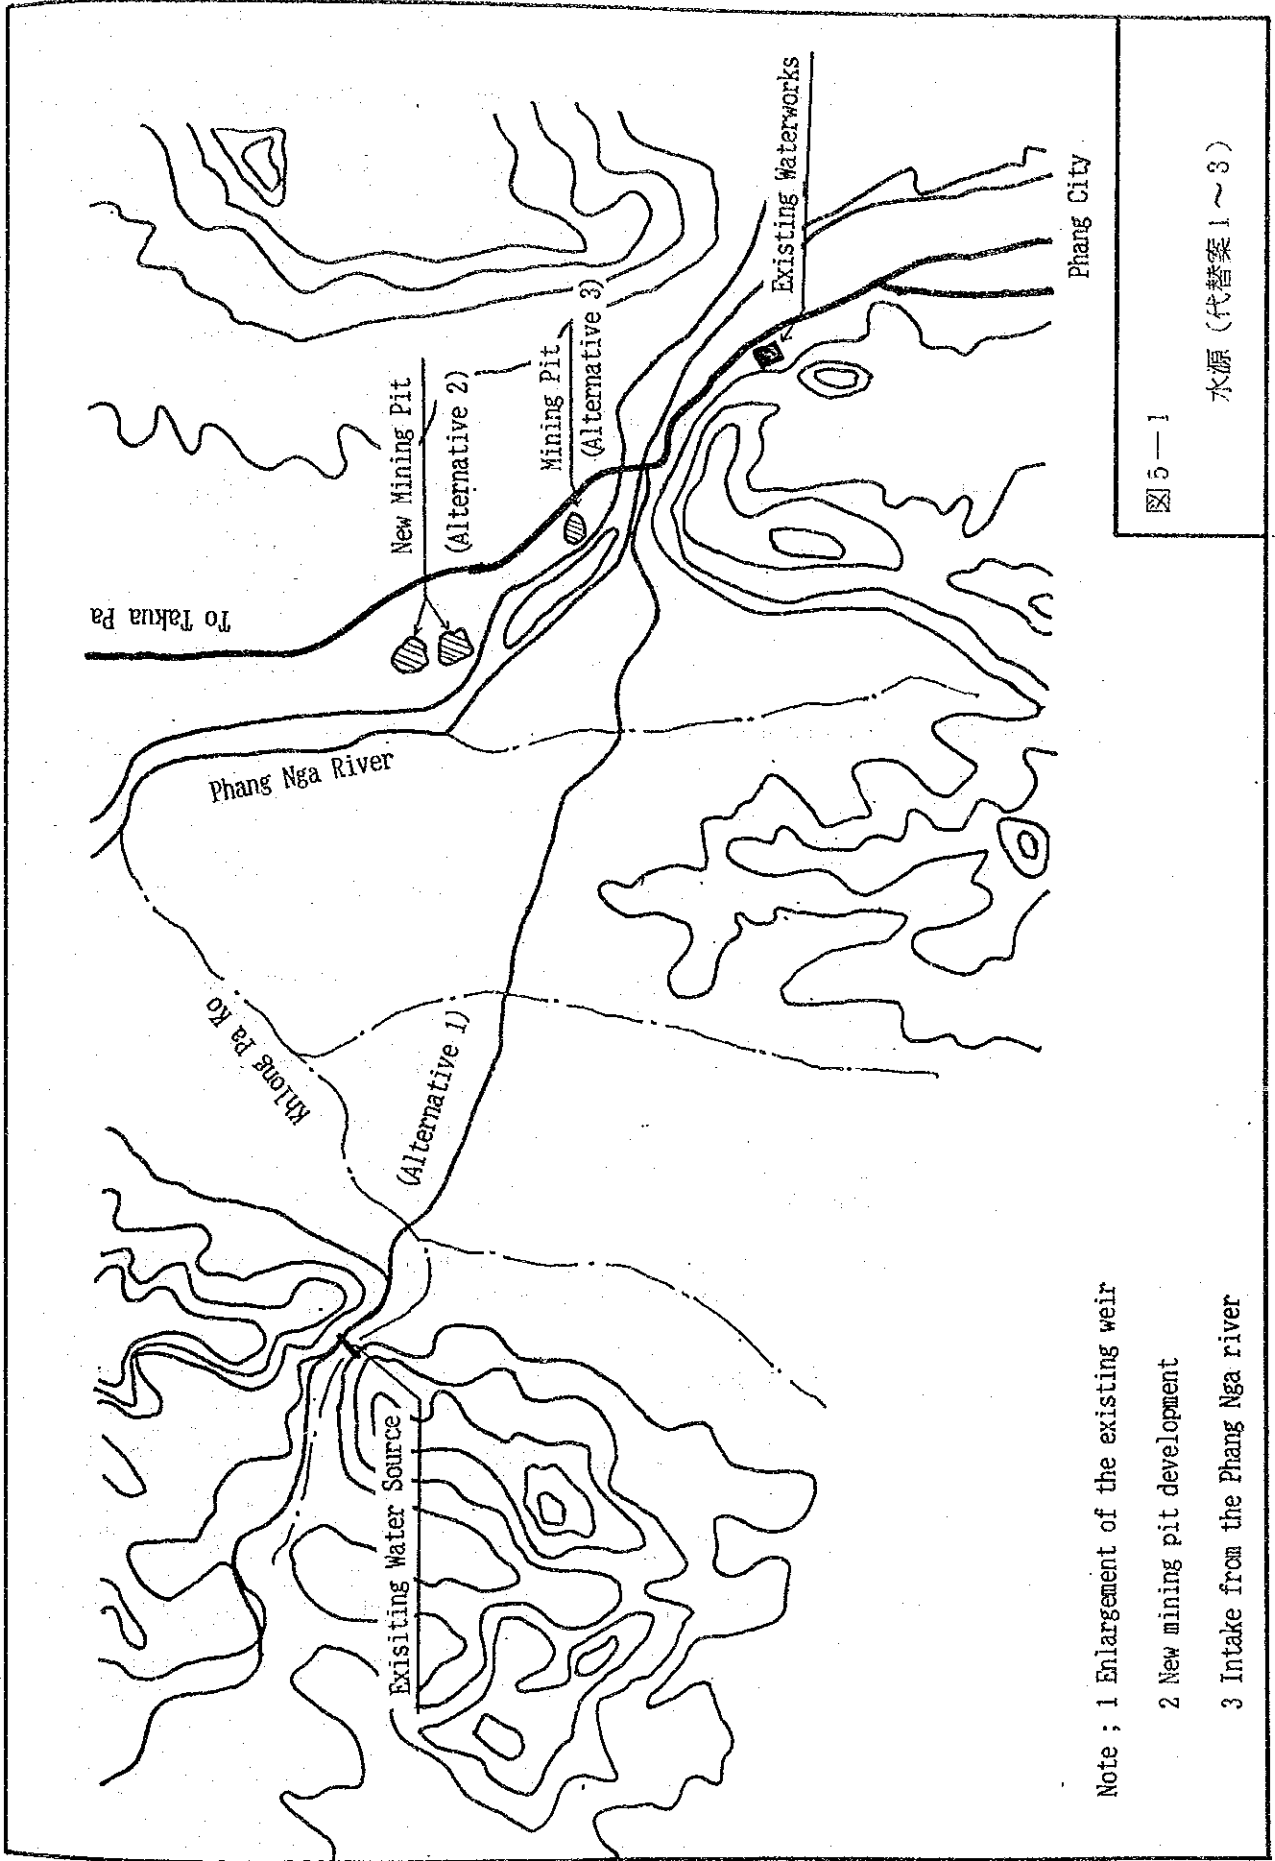 To Takua Pa
New Mining Pit
(Alternative 2)
Mining Pit
(Alternative 3)
Existing Waterworks
Phang City
Phang Nga River
Khlong Pa Ko
(Alternative 1)
Exisiting Water Source
Note ; 1 Enlargement of the existing weir
2 New mining pit development
3 Intake from the Phang Nga river
図5—1
水源（代替案1～3）